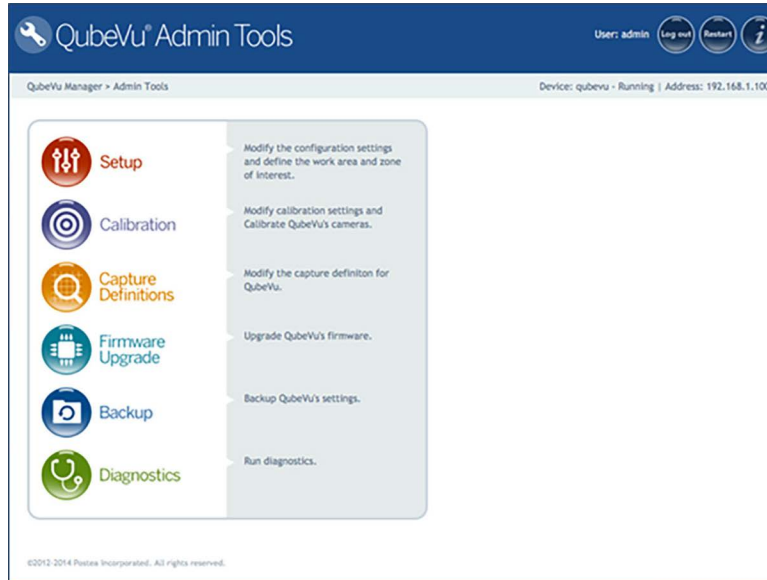 QubeVu® Admin Tools
User: admin
Log out
Restart
i
QubeVu Manager > Admin Tools
Device: qubevu - Running | Address: 192.168.1.100
Setup
Modify the configuration settings
and define the work area and zone
of interest.
Calibration
Modify calibration settings and
Calibrate QubeVu's cameras.
Capture
Definitions
Modify the capture definiton for
QubeVu.
Firmware
Upgrade
Upgrade QubeVu's firmware.
Backup
Backup QubeVu's settings.
Diagnostics
Run diagnostics.
©2012-2014 Postea Incorporated. All rights reserved.